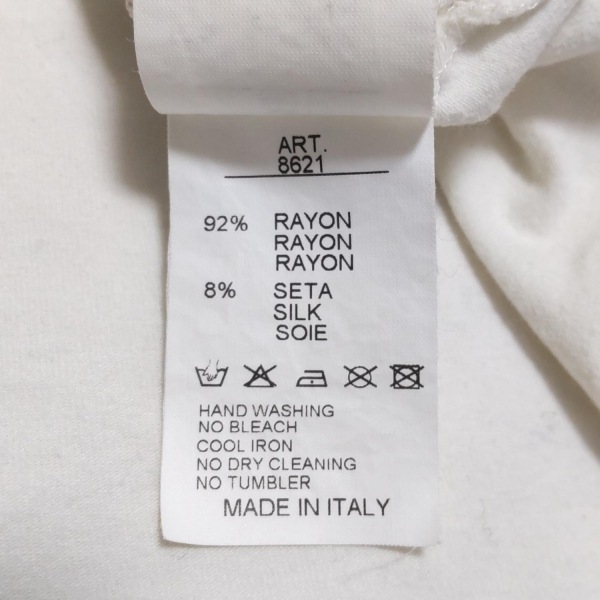 ART.
8621
92% RAYON
RAYON
RAYON
8% SETA
SILK
SOIE
HAND WASHING
NO BLEACH
COOL IRON
NO DRY CLEANING
NO TUMBLER
MADE IN ITALY